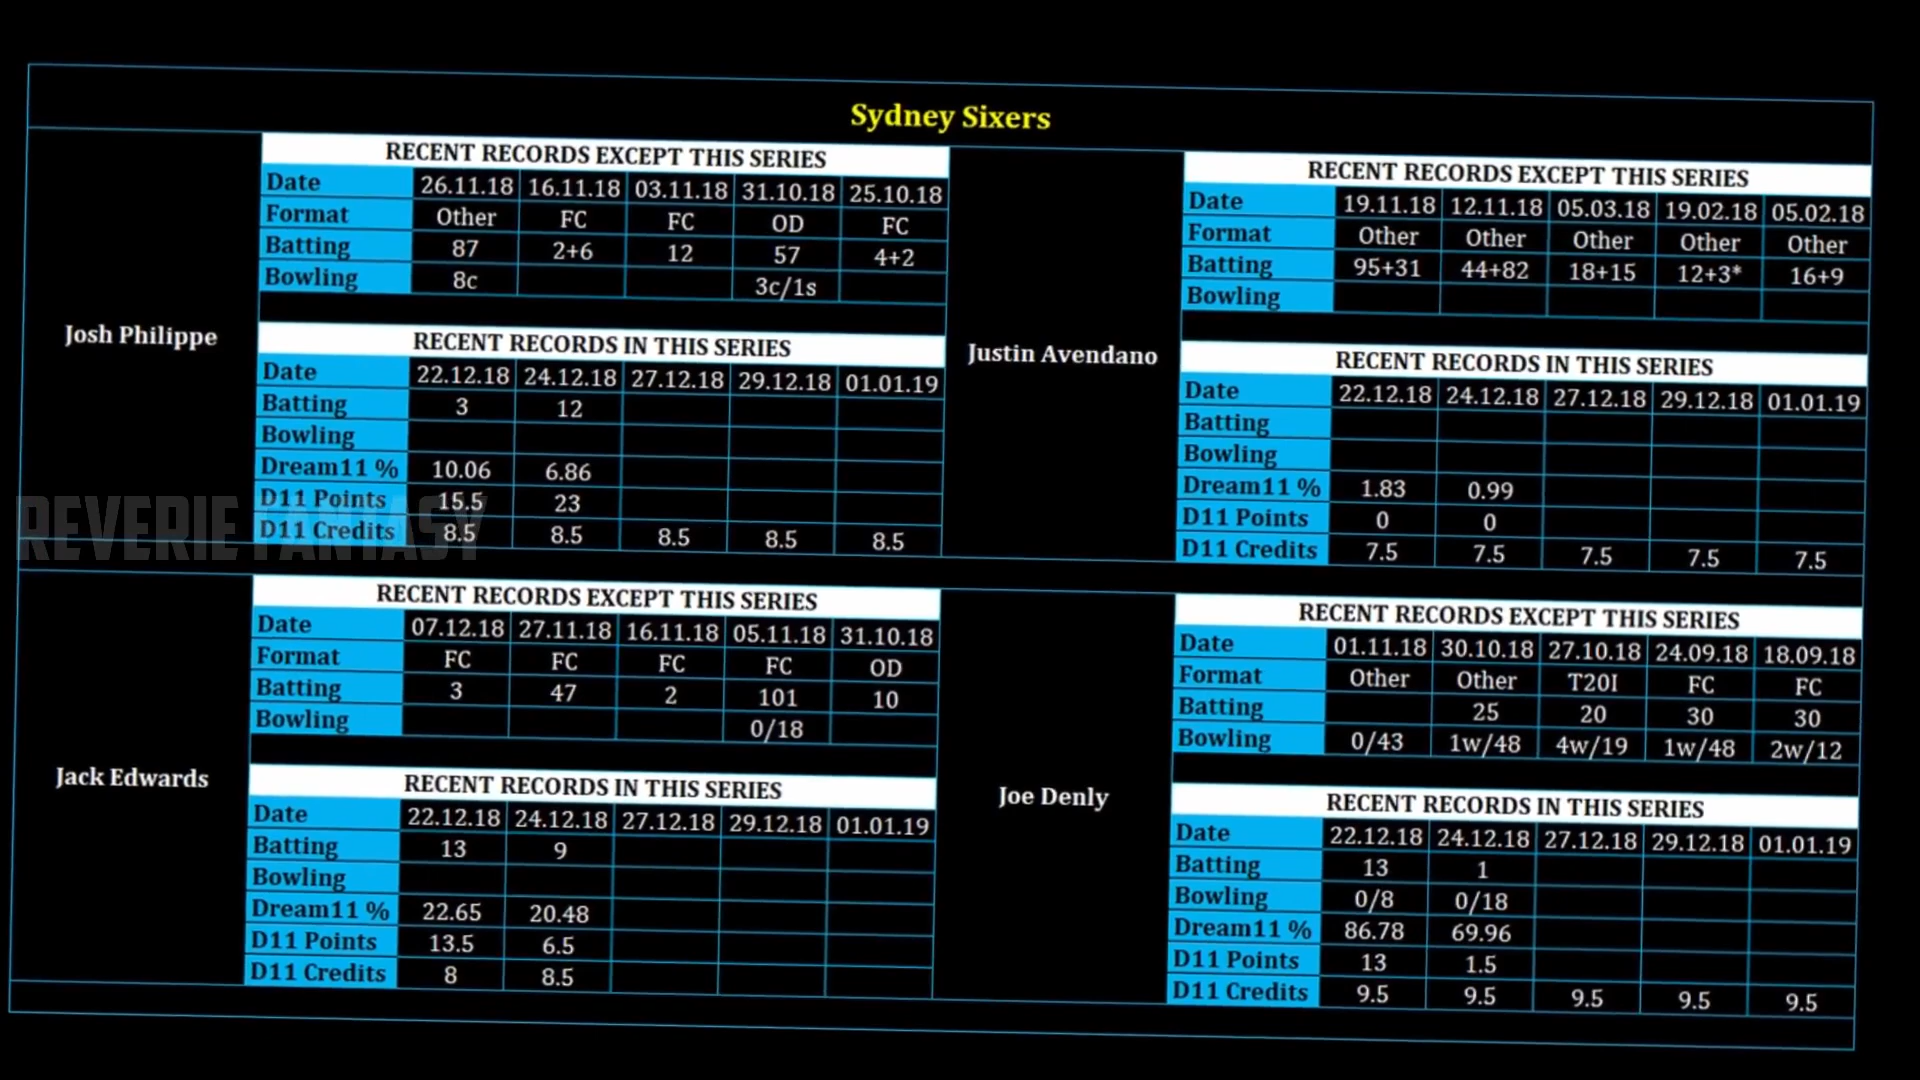 Sydney Sixers
Josh Philippe
RECENT RECORDS EXCEPT THIS SERIES
Date 26.11.18 16.11.18 03.11.18 31.10.18 25.10.18
Format Other FC FC OD FC
Batting 87 2+6 12 57 4+2
Bowling 8c 3c/1s
RECENT RECORDS IN THIS SERIES
Date 22.12.18 24.12.18 27.12.18 29.12.18 01.01.19
Batting 3 12
Bowling
Dream11 % 10.06 6.86
D11 Points 15.5 23
D11 Credits 8.5 8.5 8.5 8.5 8.5
REVERIE FANTASY
Justin Avendano
RECENT RECORDS EXCEPT THIS SERIES
Date 19.11.18 12.11.18 05.03.18 19.02.18 05.02.18
Format Other Other Other Other Other
Batting 95+31 44+82 18+15 12+3* 16+9
Bowling
RECENT RECORDS IN THIS SERIES
Date 22.12.18 24.12.18 27.12.18 29.12.18 01.01.19
Batting
Bowling
Dream11 % 1.83 0.99
D11 Points 0 0
D11 Credits 7.5 7.5 7.5 7.5 7.5
Jack Edwards
RECENT RECORDS EXCEPT THIS SERIES
Date 07.12.18 27.11.18 16.11.18 05.11.18 31.10.18
Format FC FC FC FC OD
Batting 3 47 2 101 10
Bowling 0/18
RECENT RECORDS IN THIS SERIES
Date 22.12.18 24.12.18 27.12.18 29.12.18 01.01.19
Batting 13 9
Bowling
Dream11 % 22.65 20.48
D11 Points 13.5 6.5
D11 Credits 8 8.5
Joe Denly
RECENT RECORDS EXCEPT THIS SERIES
Date 01.11.18 30.10.18 27.10.18 24.09.18 18.09.18
Format Other Other T20I FC FC
Batting 25 20 30 30
Bowling 0/43 1w/48 4w/19 1w/48 2w/12
RECENT RECORDS IN THIS SERIES
Date 22.12.18 24.12.18 27.12.18 29.12.18 01.01.19
Batting 13 1
Bowling 0/8 0/18
Dream11 % 86.78 69.96
D11 Points 13 1.5
D11 Credits 9.5 9.5 9.5 9.5 9.5